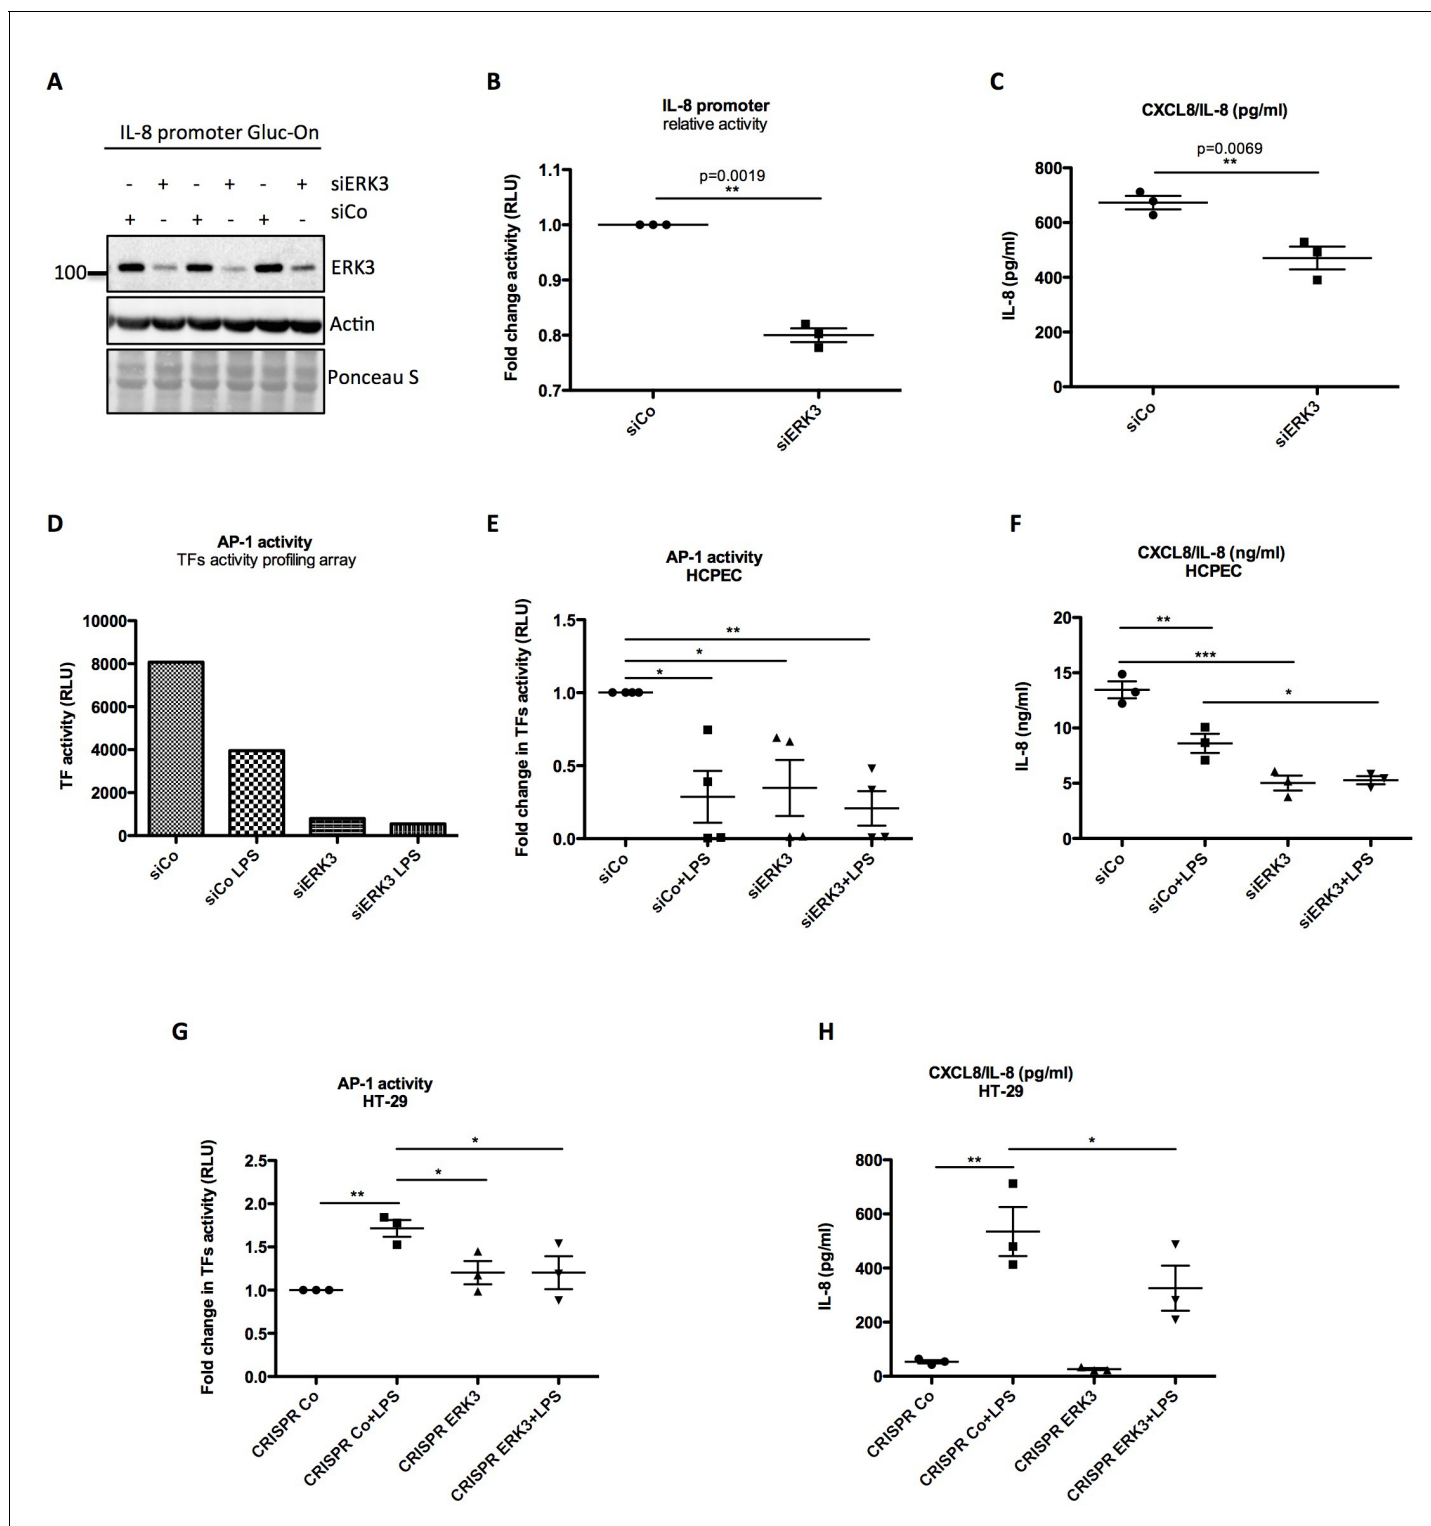 A
IL-8 promoter Gluc-On
- + - + - + siERK3
+ - + - + - siCo
100
ERK3
Actin
Ponceau S
B
IL-8 promoter
relative activity
p=0.0019
**
Fold change activity (RLU)
1.1
1.0
0.9
0.8
0.7
siCo
siERK3
C
CXCL8/IL-8 (pg/ml)
p=0.0069
**
IL-8 (pg/ml)
800
600
400
200
0
siCo
siERK3
D
AP-1 activity
TFs activity profiling array
TF activity (RLU)
10000
8000
6000
4000
2000
0
siCo
siCo LPS
siERK3
siERK3 LPS
E
AP-1 activity
HCPEC
Fold change in TFs activity (RLU)
1.5
1.0
0.5
0.0
**
*
*
siCo
siCo+LPS
siERK3
siERK3+LPS
F
CXCL8/IL-8 (ng/ml)
HCPEC
IL-8 (ng/ml)
20
15
10
5
0
**
***
*
siCo
siCo+LPS
siERK3
siERK3+LPS
G
AP-1 activity
HT-29
Fold change in TFs activity (RLU)
2.5
2.0
1.5
1.0
0.5
0.0
*
*
**
CRISPR Co
CRISPR Co+LPS
CRISPR ERK3
CRISPR ERK3+LPS
H
CXCL8/IL-8 (pg/ml)
HT-29
IL-8 (pg/ml)
800
600
400
200
0
**
*
CRISPR Co
CRISPR Co+LPS
CRISPR ERK3
CRISPR ERK3+LPS